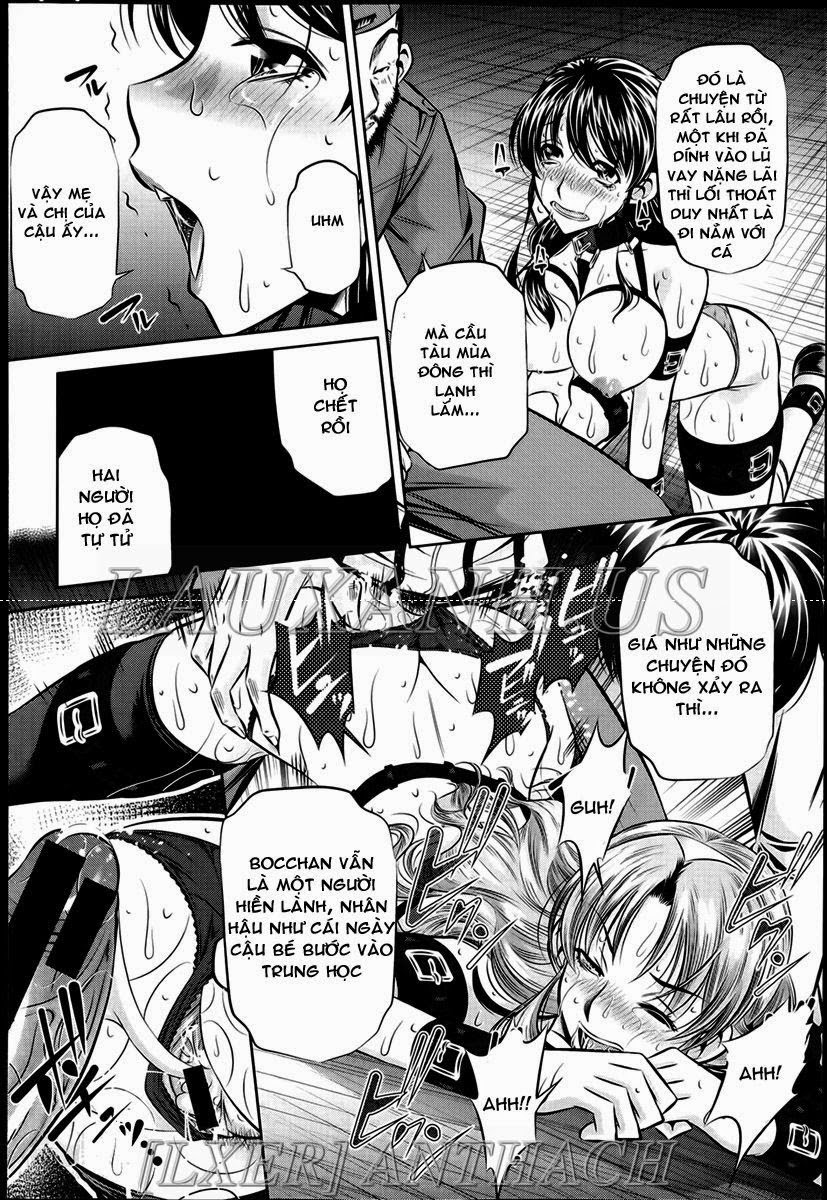 ĐÓ LÀ
CHUYỆN TỪ
RẤT LÂU RỒI,
MỘT KHI ĐÃ
DÍNH VÀO LŨ
VAY NẶNG LÃI
THÌ LỐI THOÁT
DUY NHẤT LÀ
ĐI NẰM VỚI
CÁ
VẬY MẸ
VÀ CHỊ CỦA
CẬU ẤY...
UHM
MÀ CẦU
TÀU MÙA
ĐÔNG THÌ
LẠNH
LẮM...
HỌ
CHẾT
RỒI
HAI
NGƯỜI
HỌ ĐÃ
TỰ TỬ
LAUXANH.US
GIÁ NHƯ NHỮNG
CHUYỆN ĐÓ
KHÔNG XẢY RA
THÌ...
GUH!
BOCCHAN VẪN
LÀ MỘT NGƯỜI
HIỀN LÀNH, NHÂN
HẬU NHƯ CÁI NGÀY
CẬU BÉ BƯỚC VÀO
TRUNG HỌC
AHH!
AHH!!
[LXER] ANTHACH